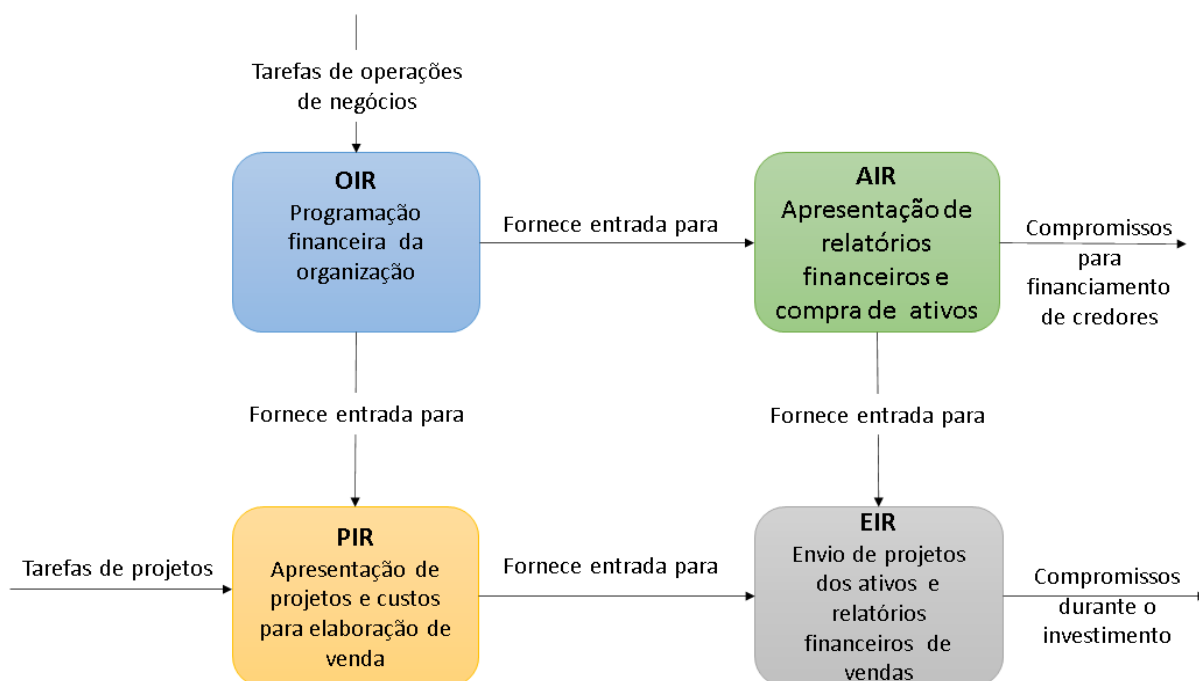 Tarefas de operações
de negócios
OIR
Programação
financeira da
organização
Fornece entrada para
AIR
Apresentação de
relatórios
financeiros e
compra de ativos
Compromissos
para
financiamento
de credores
Fornece entrada para
Fornece entrada para
Tarefas de projetos
PIR
Apresentação de
projetos e custos
para elaboração de
venda
Fornece entrada para
EIR
Envio de projetos
dos ativos e
relatórios
financeiros de
vendas
Compromissos
durante o
investimento